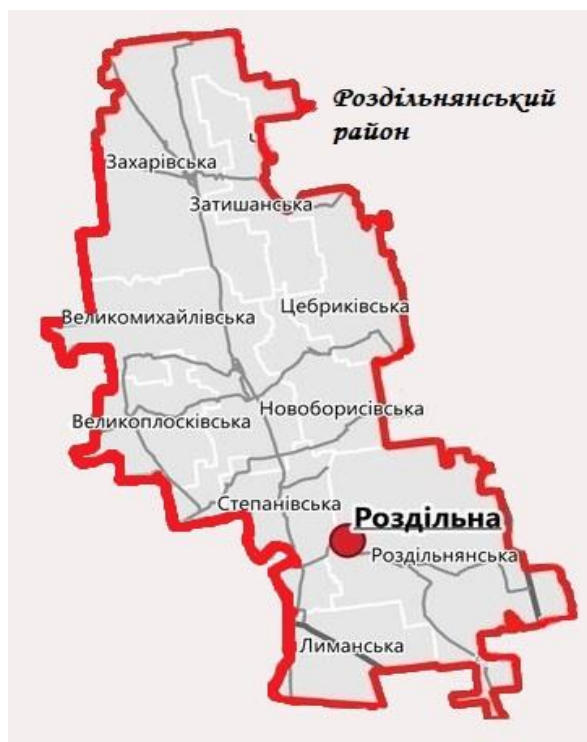 Роздільнянський
район
Захарівська
Затишанська
Цебриківська
Великомихайлівська
Новоборисівська
Великоплосківська
Степанівська
Роздільна
Роздільнянська
Лиманська